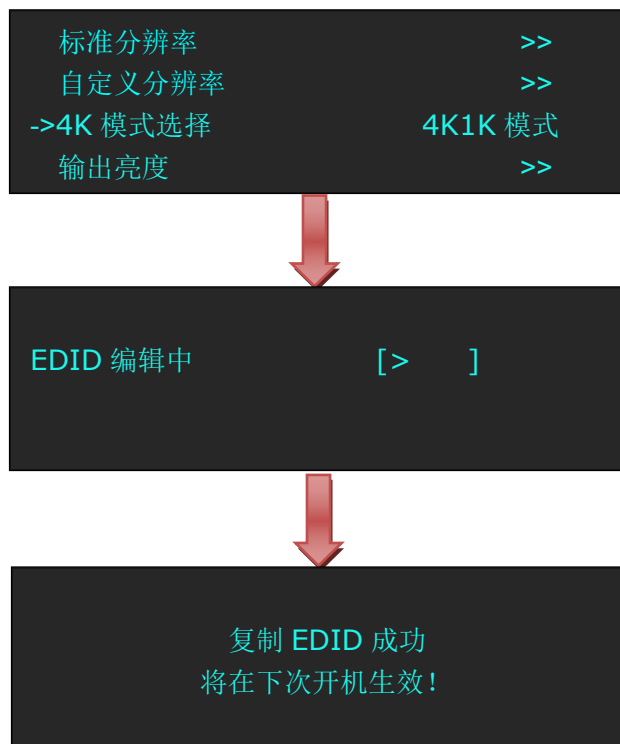 标准分辨率 >>
自定义分辨率 >>
->4K 模式选择 4K1K 模式
输出亮度 >>
EDID 编辑中 [> ]
复制 EDID 成功
将在下次开机生效!